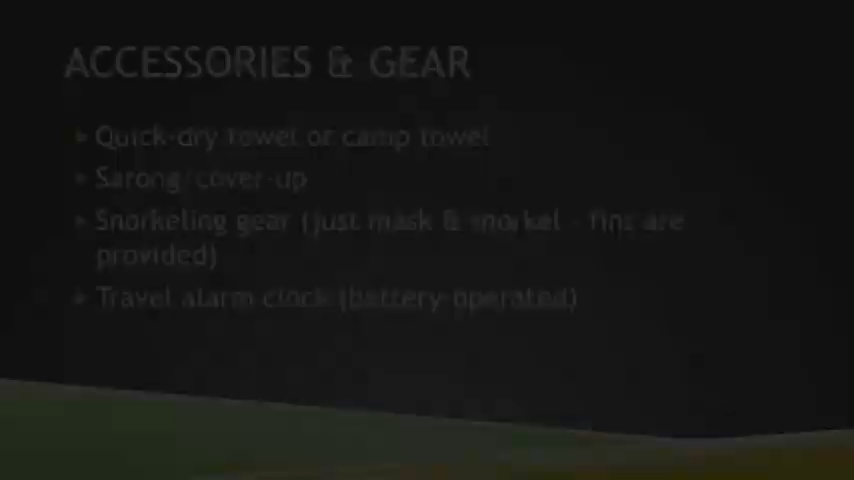 ACCESSORIES & GEAR
Quick-dry towel or camp towel
Sarong/cover-up
Snorkeling gear (just mask & snorkel - fins are
provided)
Travel alarm clock (battery-operated)